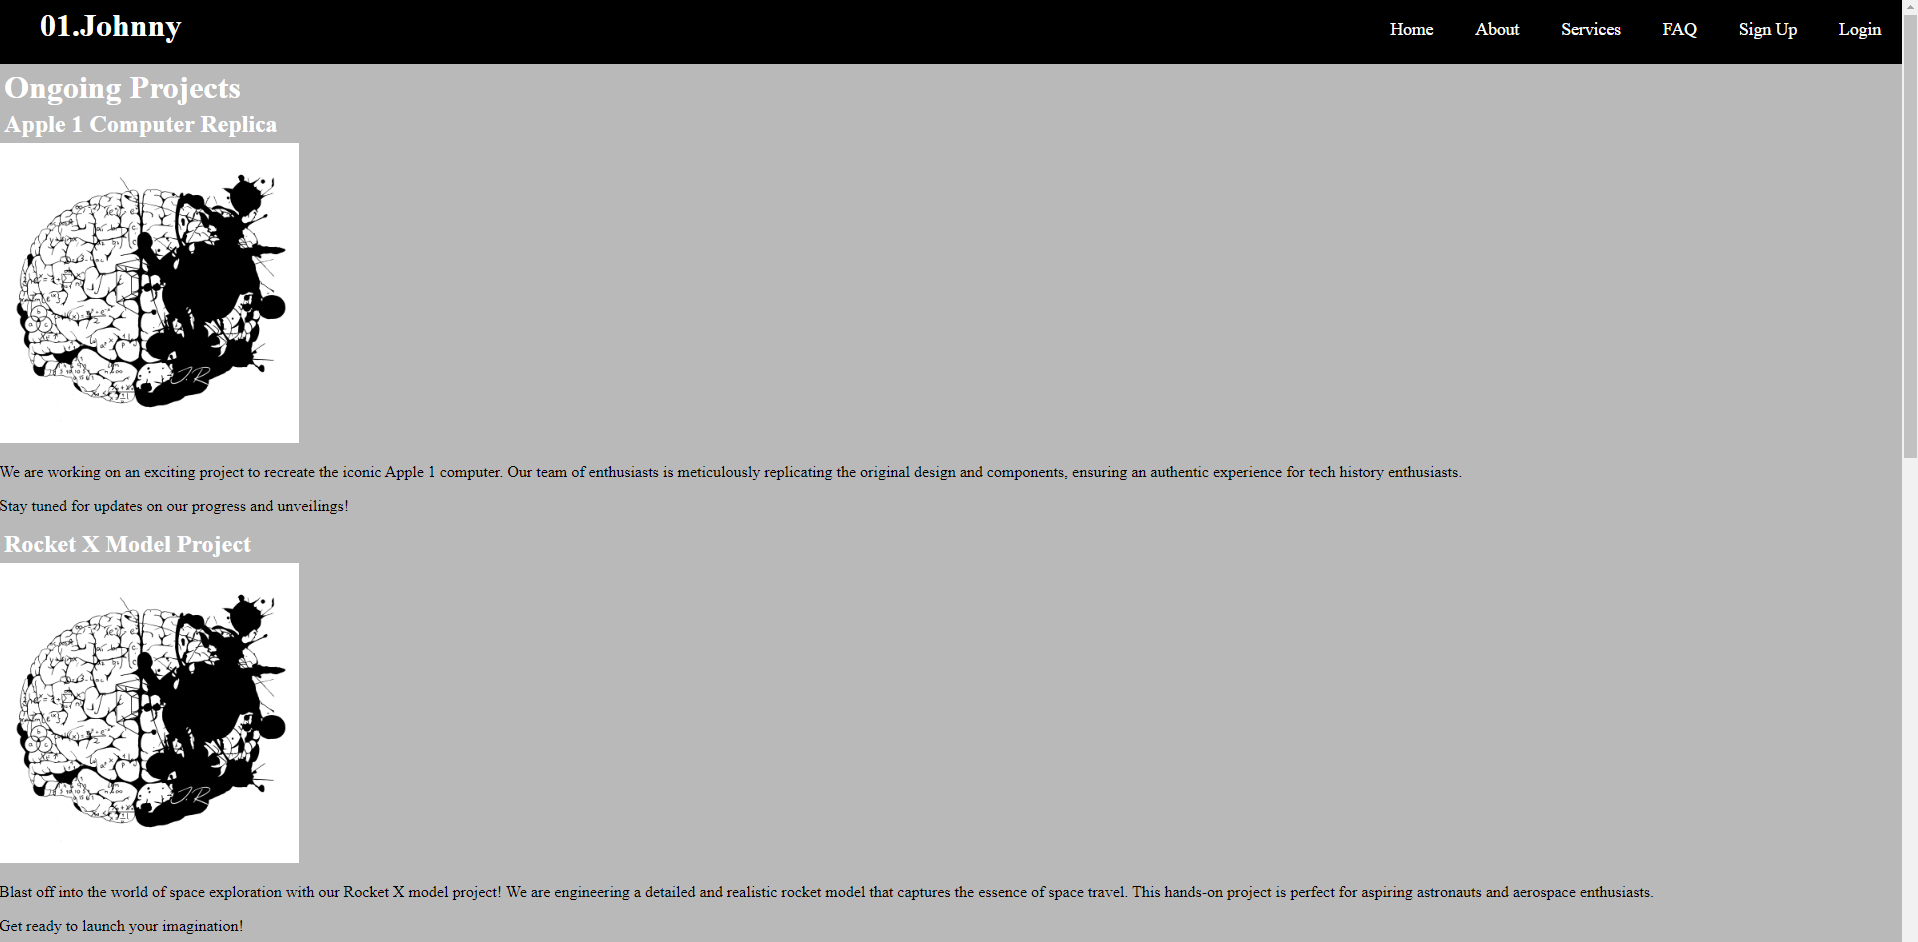 01.Johnny
Home About Services FAQ Sign Up Login
Ongoing Projects
Apple 1 Computer Replica
J.R
We are working on an exciting project to recreate the iconic Apple 1 computer. Our team of enthusiasts is meticulously replicating the original design and components, ensuring an authentic experience for tech history enthusiasts.
Stay tuned for updates on our progress and unveilings!
Rocket X Model Project
J.R
Blast off into the world of space exploration with our Rocket X model project! We are engineering a detailed and realistic rocket model that captures the essence of space travel. This hands-on project is perfect for aspiring astronauts and aerospace enthusiasts.
Get ready to launch your imagination!